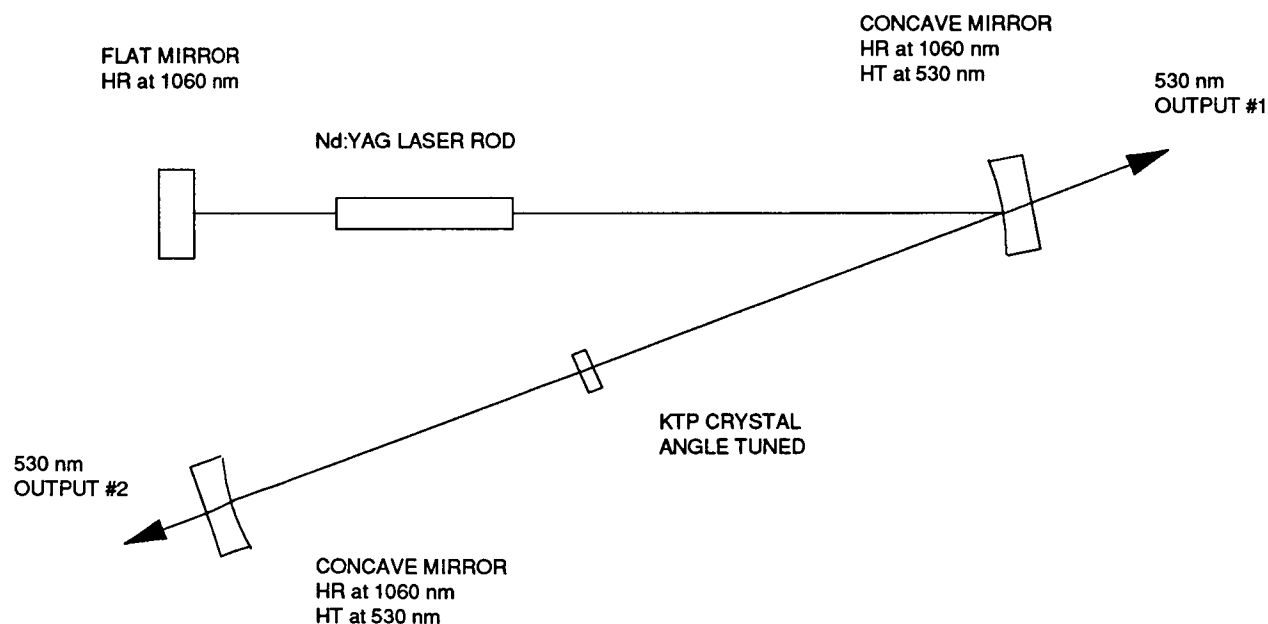 FLAT MIRROR
HR at 1060 nm
CONCAVE MIRROR
HR at 1060 nm
HT at 530 nm
530 nm
OUTPUT #1
Nd:YAG LASER ROD
KTP CRYSTAL
ANGLE TUNED
530 nm
OUTPUT #2
CONCAVE MIRROR
HR at 1060 nm
HT at 530 nm